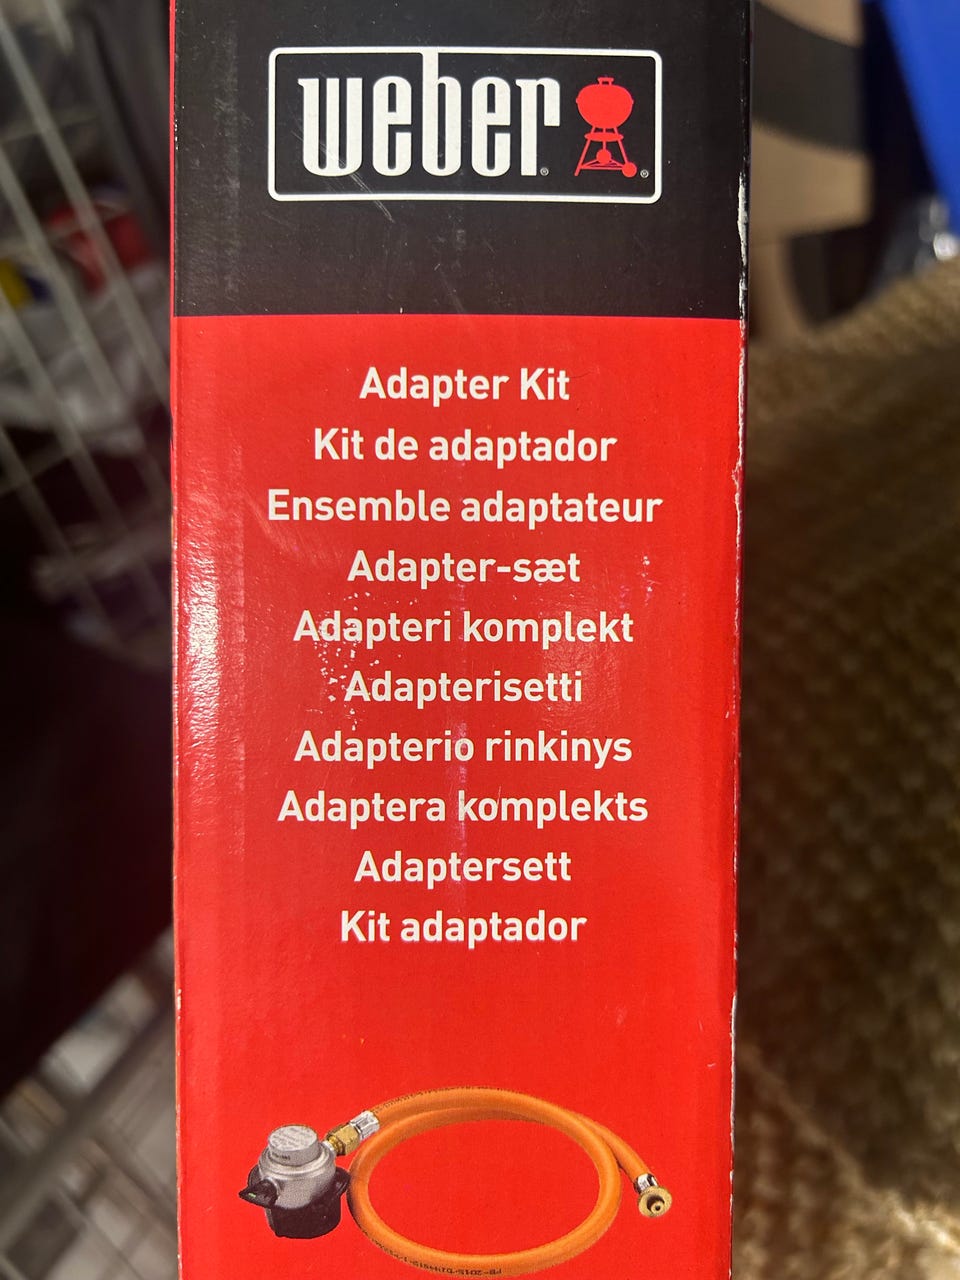 weber
Adapter Kit
Kit de adaptador
Ensemble adaptateur
Adapter-sæt
Adapteri komplekt
Adapterisetti
Adapterio rinkinys
Adaptera komplekts
Adaptersett
Kit adaptador